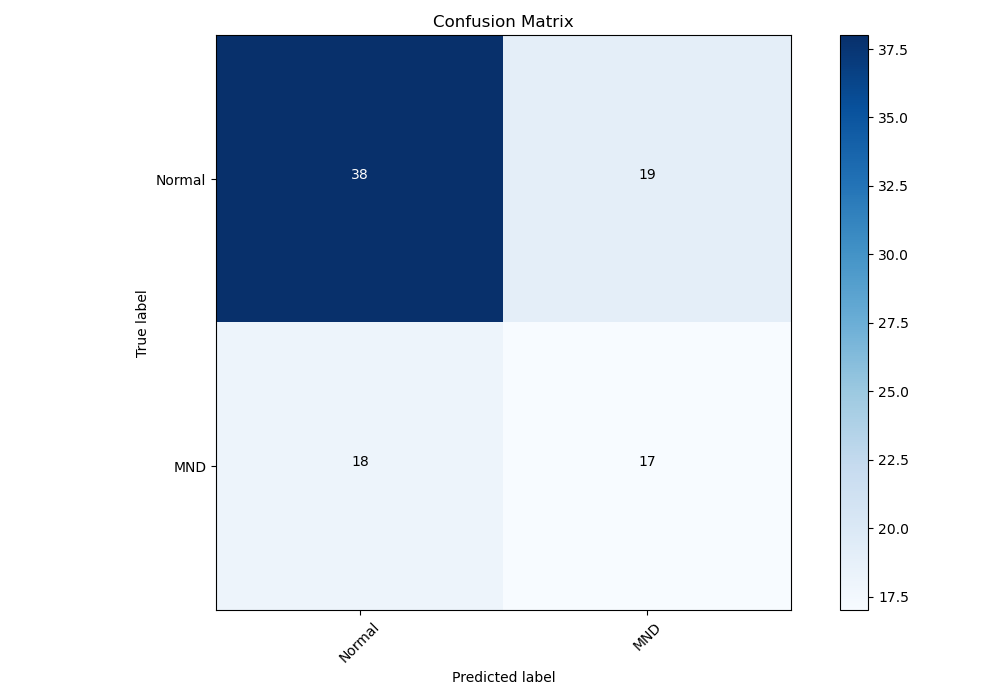 Confusion Matrix
True label
Normal
MND
38
19
18
17
Normal
MND
Predicted label
37.5
35.0
32.5
30.0
27.5
25.0
22.5
20.0
17.5